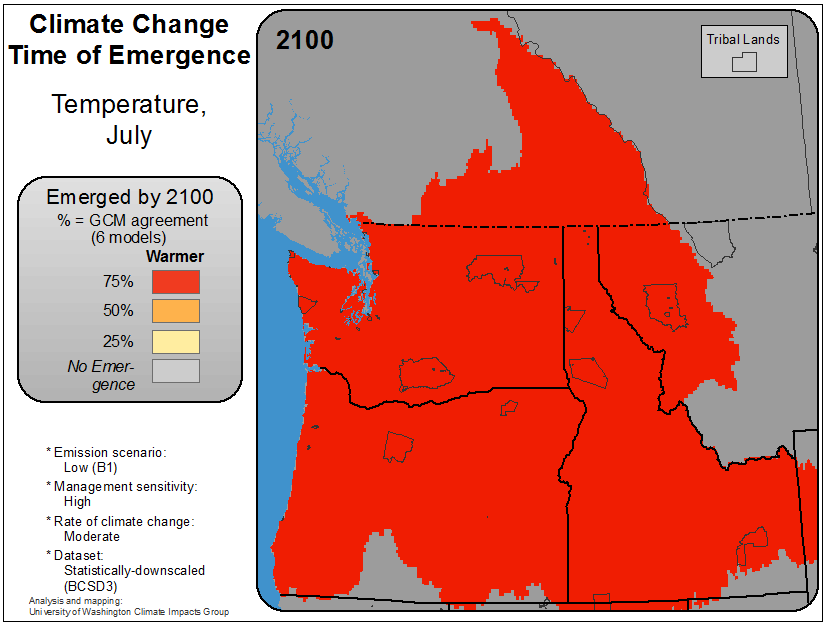 Climate Change
Time of Emergence
Temperature,
July
Emerged by 2100
% = GCM agreement
(6 models)
Warmer
75%
50%
25%
No Emer-
gence
* Emission scenario:
Low (B1)
* Management sensitivity:
High
* Rate of climate change:
Moderate
* Dataset:
Statistically-downscaled
(BCSD3)
Analysis and mapping:
University of Washington Climate Impacts Group
2100
Tribal Lands